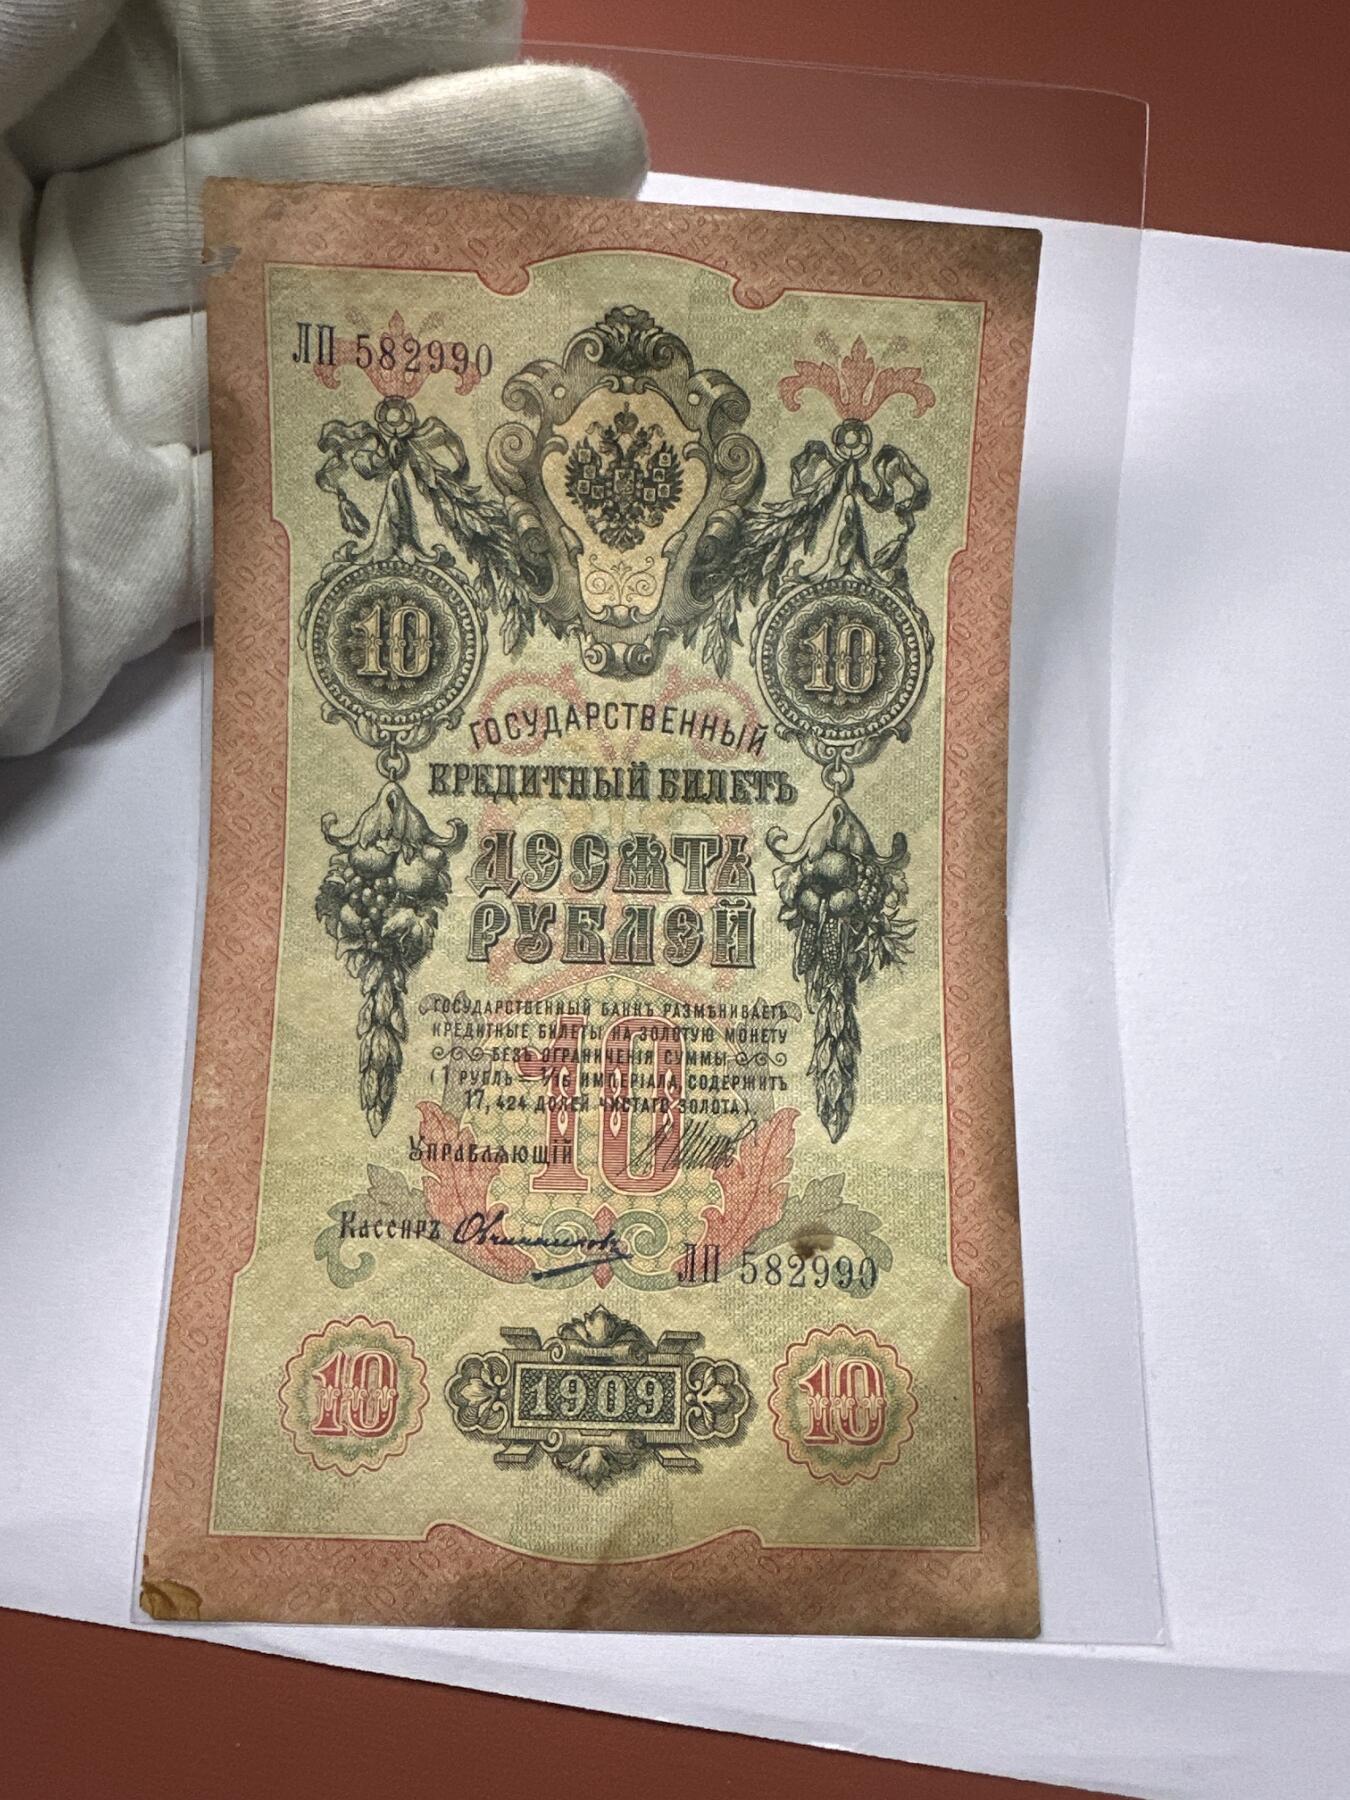 ЛП 582990
10 10
ГОСУДАРСТВЕННЫЙ
КРЕДИТНЫЙ БИЛЕТЪ
ДЕСЯТЬ
РУБЛЕЙ
ГОСУДАРСТВЕННЫЙ БАНКЪ РАЗМѢНИВАЕТЪ
КРЕДИТНЫЕ БИЛЕТЫ НА ЗОЛОТУЮ МОНЕТУ
БЕЗЪ ОГРАНИЧЕНІЯ СУММЫ
(1 РУБЛЬ = 1/15 ИМПЕРІАЛА, СОДЕРЖИТЪ
17,424 ДОЛЕЙ ЧИСТАГО ЗОЛОТА).
10
УПРАВЛЯЮЩІЙ
Кассиръ Овчинниковъ
ЛП 582990
10 1909 10